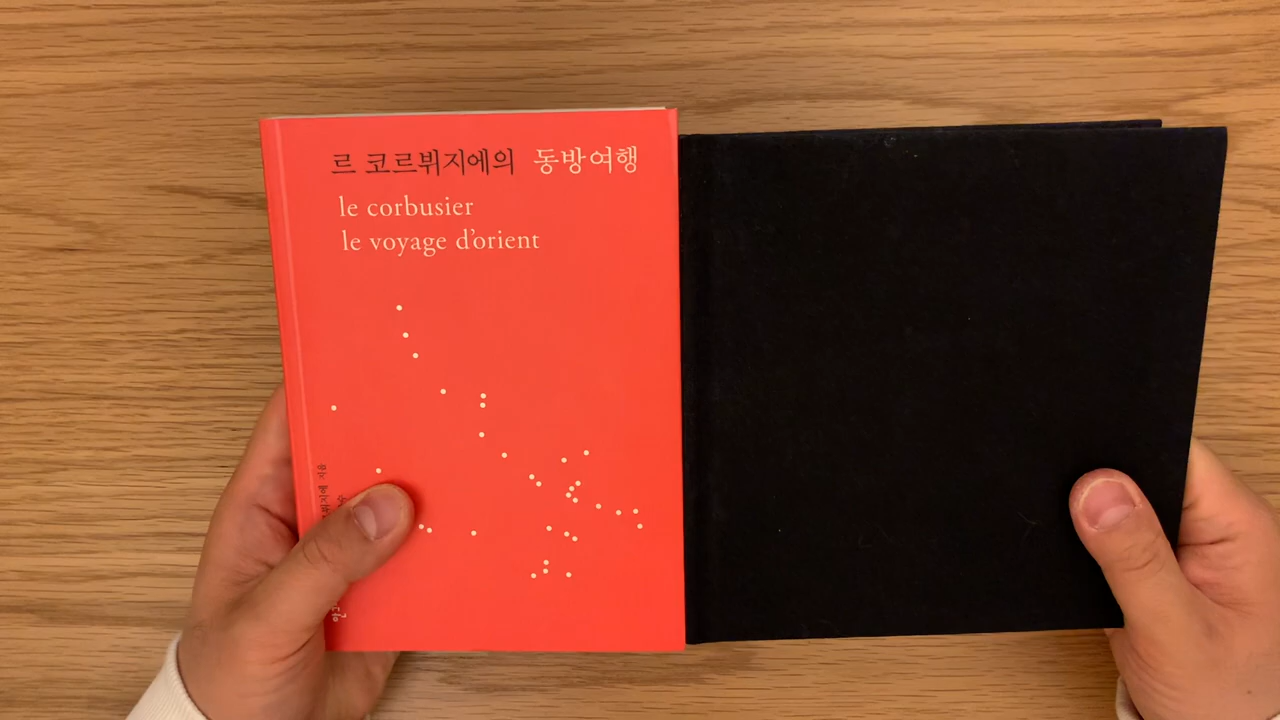 르 코르뷔지에의 동방여행
le corbusier
le voyage d'orient